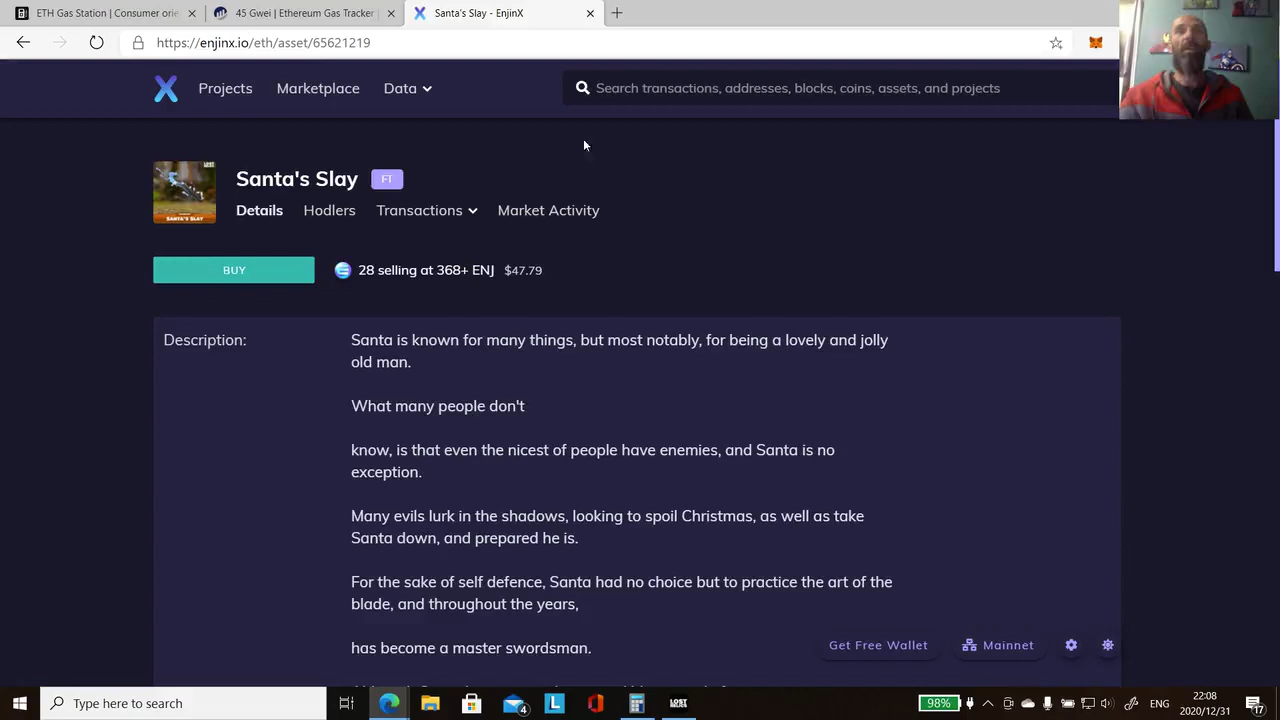 ETH Gas Station | Consumer orie
45 Gwei | Ethereum Gas Tracker
Santa's Slay - EnjinX
https://enjinx.io/eth/asset/65621219
Projects
Marketplace
Data
Search transactions, addresses, blocks, coins, assets, and projects
LOST
SANTA'S SLAY
Santa's Slay
FT
Details
Hodlers
Transactions
Market Activity
BUY
28 selling at 368+ ENJ
$47.79
Description:
Santa is known for many things, but most notably, for being a lovely and jolly
old man.
What many people don't
know, is that even the nicest of people have enemies, and Santa is no
exception.
Many evils lurk in the shadows, looking to spoil Christmas, as well as take
Santa down, and prepared he is.
For the sake of self defence, Santa had no choice but to practice the art of the
blade, and throughout the years,
has become a master swordsman.
Get Free Wallet
Mainnet
Type here to search
4
L
LOST
98%
ENG
22:08
2020/12/31
17